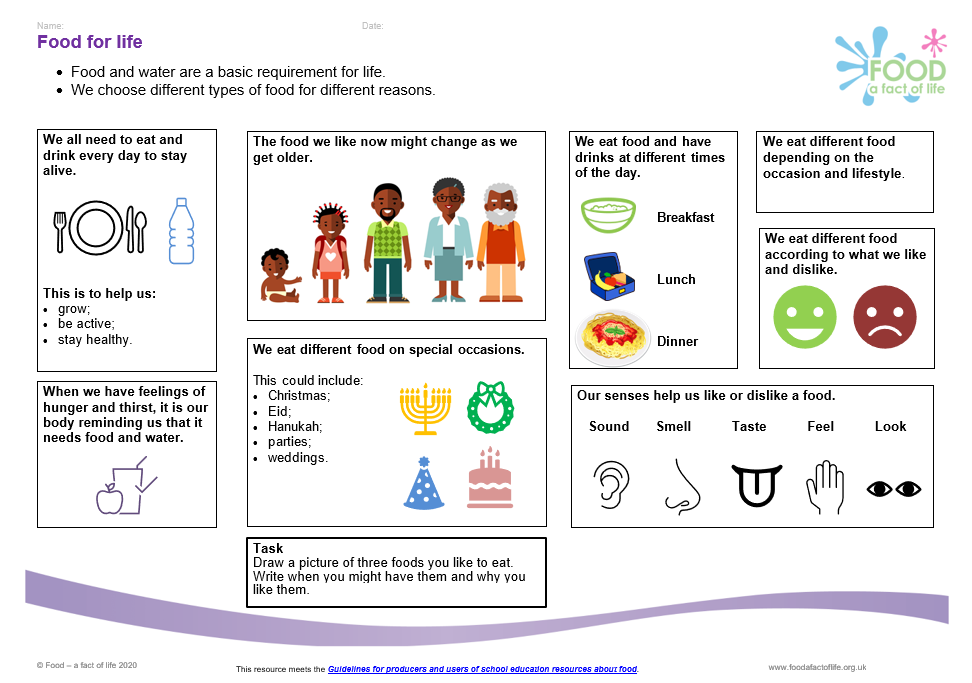 Name:
Date:
Food for life
• Food and water are a basic requirement for life.
• We choose different types of food for different reasons.
FOOD
a fact of life
We all need to eat and
drink every day to stay
alive.
This is to help us:
• grow;
• be active;
• stay healthy.
When we have feelings of
hunger and thirst, it is our
body reminding us that it
needs food and water.
The food we like now might change as we
get older.
We eat different food on special occasions.
This could include:
• Christmas;
• Eid;
• Hanukah;
• parties;
• weddings.
Task
Draw a picture of three foods you like to eat.
Write when you might have them and why you
like them.
We eat food and have
drinks at different times
of the day.
Breakfast
Lunch
Dinner
We eat different food
depending on the
occasion and lifestyle.
We eat different food
according to what we like
and dislike.
Our senses help us like or dislike a food.
Sound Smell Taste Feel Look
© Food – a fact of life 2020
This resource meets the Guidelines for producers and users of school education resources about food.
www.foodafactoflife.org.uk